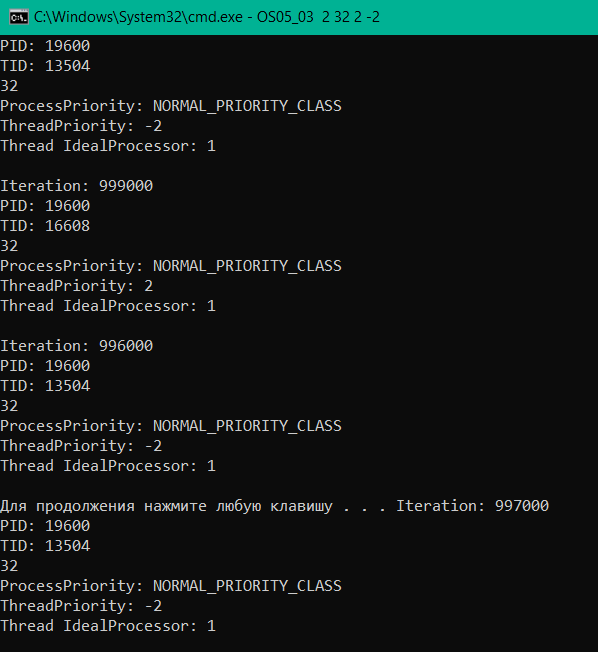 C:\Windows\System32\cmd.exe - OS05_03  2 32 2 -2
PID: 19600
TID: 13504
32
ProcessPriority: NORMAL_PRIORITY_CLASS
ThreadPriority: -2
Thread IdealProcessor: 1
Iteration: 999000
PID: 19600
TID: 16608
32
ProcessPriority: NORMAL_PRIORITY_CLASS
ThreadPriority: 2
Thread IdealProcessor: 1
Iteration: 996000
PID: 19600
TID: 13504
32
ProcessPriority: NORMAL_PRIORITY_CLASS
ThreadPriority: -2
Thread IdealProcessor: 1
Для продолжения нажмите любую клавишу . . . Iteration: 997000
PID: 19600
TID: 13504
32
ProcessPriority: NORMAL_PRIORITY_CLASS
ThreadPriority: -2
Thread IdealProcessor: 1